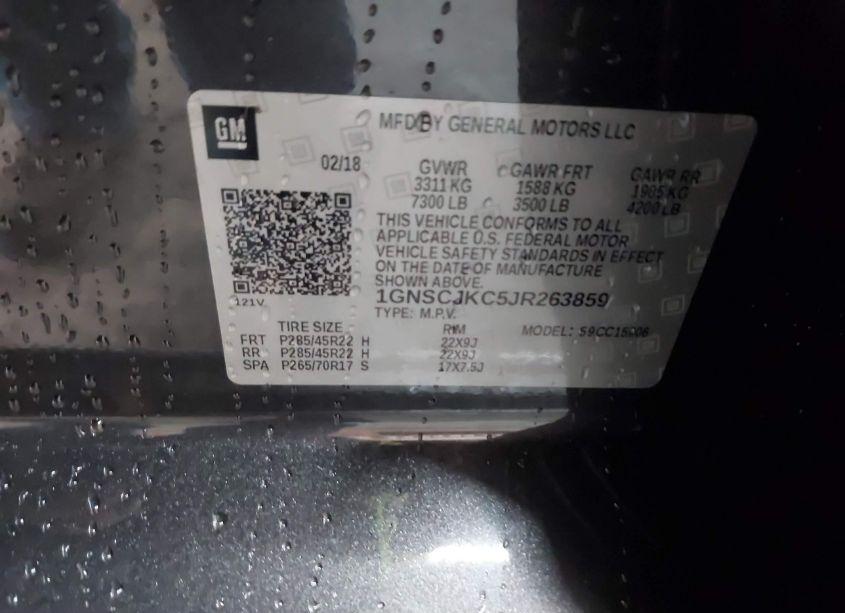 GM
MFD BY GENERAL MOTORS LLC
02/18 GVWR GAWR FRT GAWR RR
3311 KG 1588 KG 1905 KG
7300 LB 3500 LB 4200 LB
THIS VEHICLE CONFORMS TO ALL
APPLICABLE U.S. FEDERAL MOTOR
VEHICLE SAFETY STANDARDS IN EFFECT
ON THE DATE OF MANUFACTURE
SHOWN ABOVE.
121V 1GNSCJKC5JR263859
TYPE: M.P.V.
TIRE SIZE RIM MODEL: S9CC15906
FRT P285/45R22 H 22X9J
RR P285/45R22 H 22X9J
SPA P265/70R17 S 17X7.5J